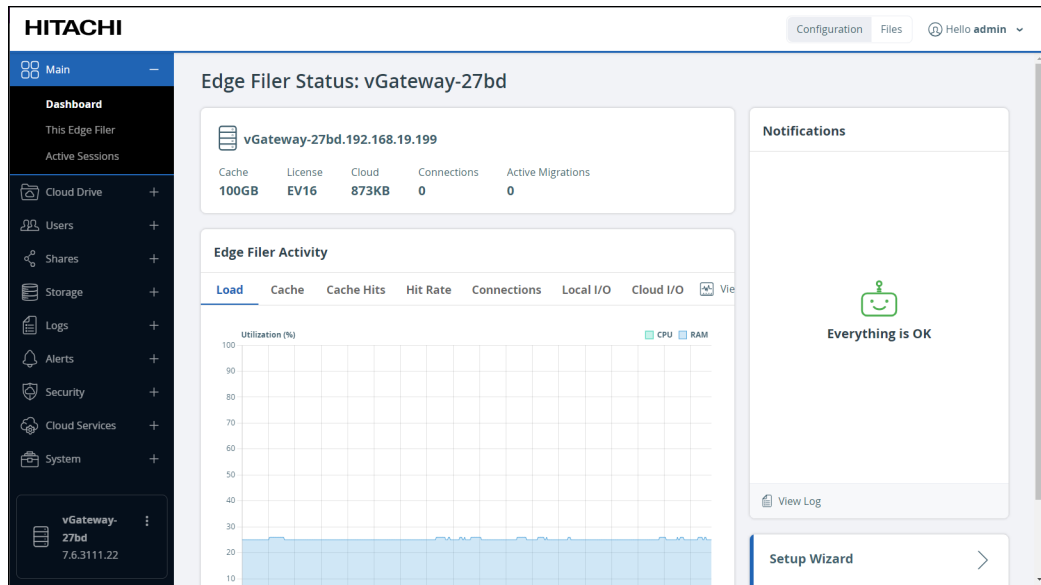 HITACHI
Configuration Files Hello admin
Main
Dashboard
This Edge Filer
Active Sessions
Cloud Drive
Users
Shares
Storage
Logs
Alerts
Security
Cloud Services
System
vGateway-
27bd
7.6.3111.22
Edge Filer Status: vGateway-27bd
vGateway-27bd.192.168.19.199
Cache License Cloud Connections Active Migrations
100GB EV16 873KB 0 0
Edge Filer Activity
Load Cache Cache Hits Hit Rate Connections Local I/O Cloud I/O Vie
Utilization (%) CPU RAM
100
90
80
70
60
50
40
30
20
10
Notifications
Everything is OK
View Log
Setup Wizard